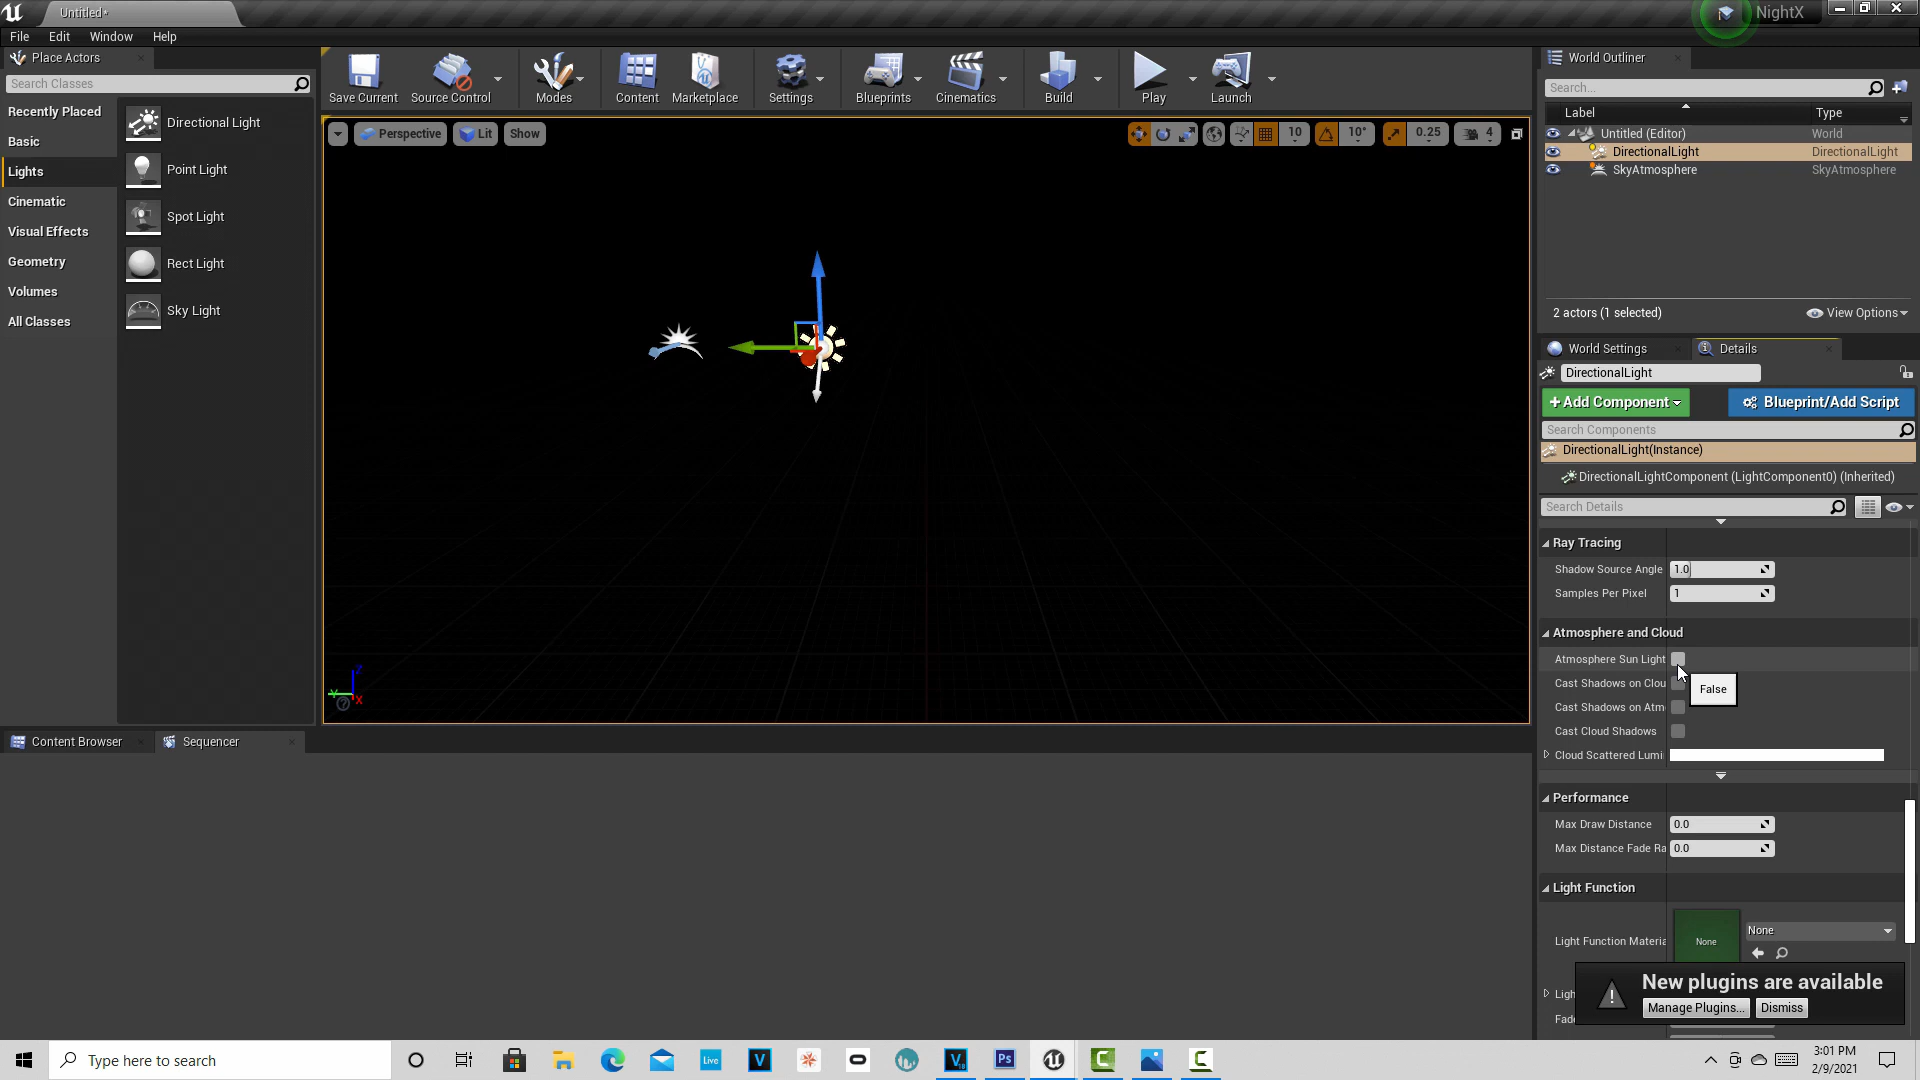 Untitled*
NightX
File
Edit
Window
Help
Place Actors
Search Classes
Recently Placed
Basic
Lights
Cinematic
Visual Effects
Geometry
Volumes
All Classes
Directional Light
Point Light
Spot Light
Rect Light
Sky Light
Save Current
Source Control
Modes
Content
Marketplace
Settings
Blueprints
Cinematics
Build
Play
Launch
Perspective
Lit
Show
10
10°
0.25
4
World Outliner
Search...
Label
Type
Untitled (Editor)
World
DirectionalLight
DirectionalLight
SkyAtmosphere
SkyAtmosphere
2 actors (1 selected)
View Options
World Settings
Details
DirectionalLight
+Add Component
Blueprint/Add Script
Search Components
DirectionalLight(Instance)
DirectionalLightComponent (LightComponent0) (Inherited)
Search Details
Ray Tracing
Shadow Source Angle
1.0
Samples Per Pixel
1
Atmosphere and Cloud
Atmosphere Sun Light
Cast Shadows on Clou
False
Cast Shadows on Atm
Cast Cloud Shadows
Cloud Scattered Lumi
Performance
Max Draw Distance
0.0
Max Distance Fade Ra
0.0
Light Function
Light Function Materia
None
None
Ligh
Fade
New plugins are available
Manage Plugins...
Dismiss
Z
Y
X
Content Browser
Sequencer
Type here to search
Live
V
Ps
3:01 PM
2/9/2021